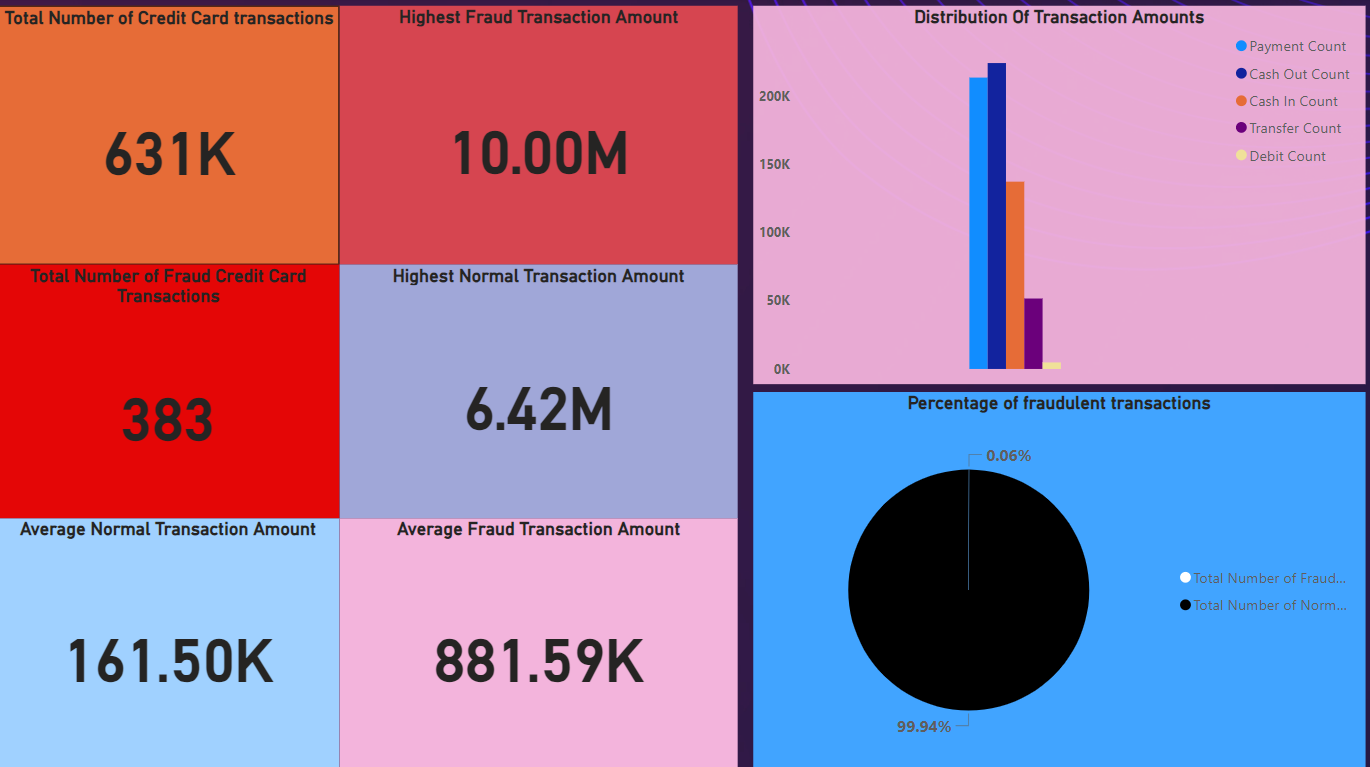 Total Number of Credit Card transactions
631K
Highest Fraud Transaction Amount
10.00M
Total Number of Fraud Credit Card
Transactions
383
Highest Normal Transaction Amount
6.42M
Average Normal Transaction Amount
161.50K
Average Fraud Transaction Amount
881.59K
Distribution Of Transaction Amounts
Payment Count
Cash Out Count
Cash In Count
Transfer Count
Debit Count
200K
150K
100K
50K
0K
Percentage of fraudulent transactions
0.06%
99.94%
Total Number of Fraud...
Total Number of Norm...